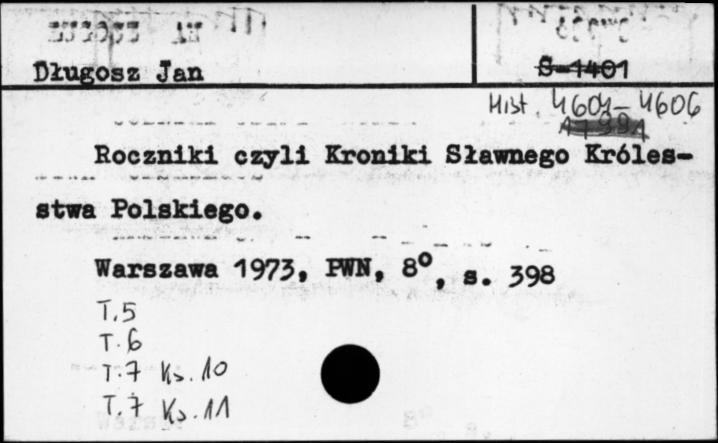 Długosz Jan
S-1401
Hist. 4601-4606
Roczniki czyli Kroniki Sławnego Króles-
stwa Polskiego.
Warszawa 1973, PWN, 8°, s. 398
T.5
T.6
T.7 Ks.10
T.7 Ks.11